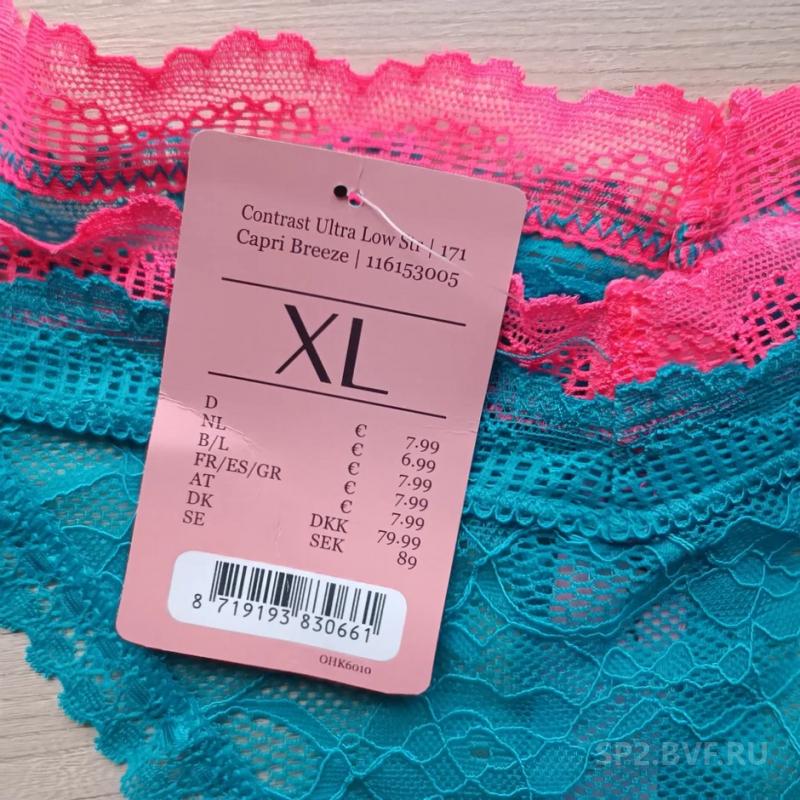 Contrast Ultra Low Str | 171
Capri Breeze | 116153005
XL
D € 7.99
NL € 6.99
B/L € 7.99
FR/ES/GR € 7.99
AT € 7.99
DK DKK 79.99
SE SEK 89
8 719193 830661
OHK6010
SP2.BVF.RU